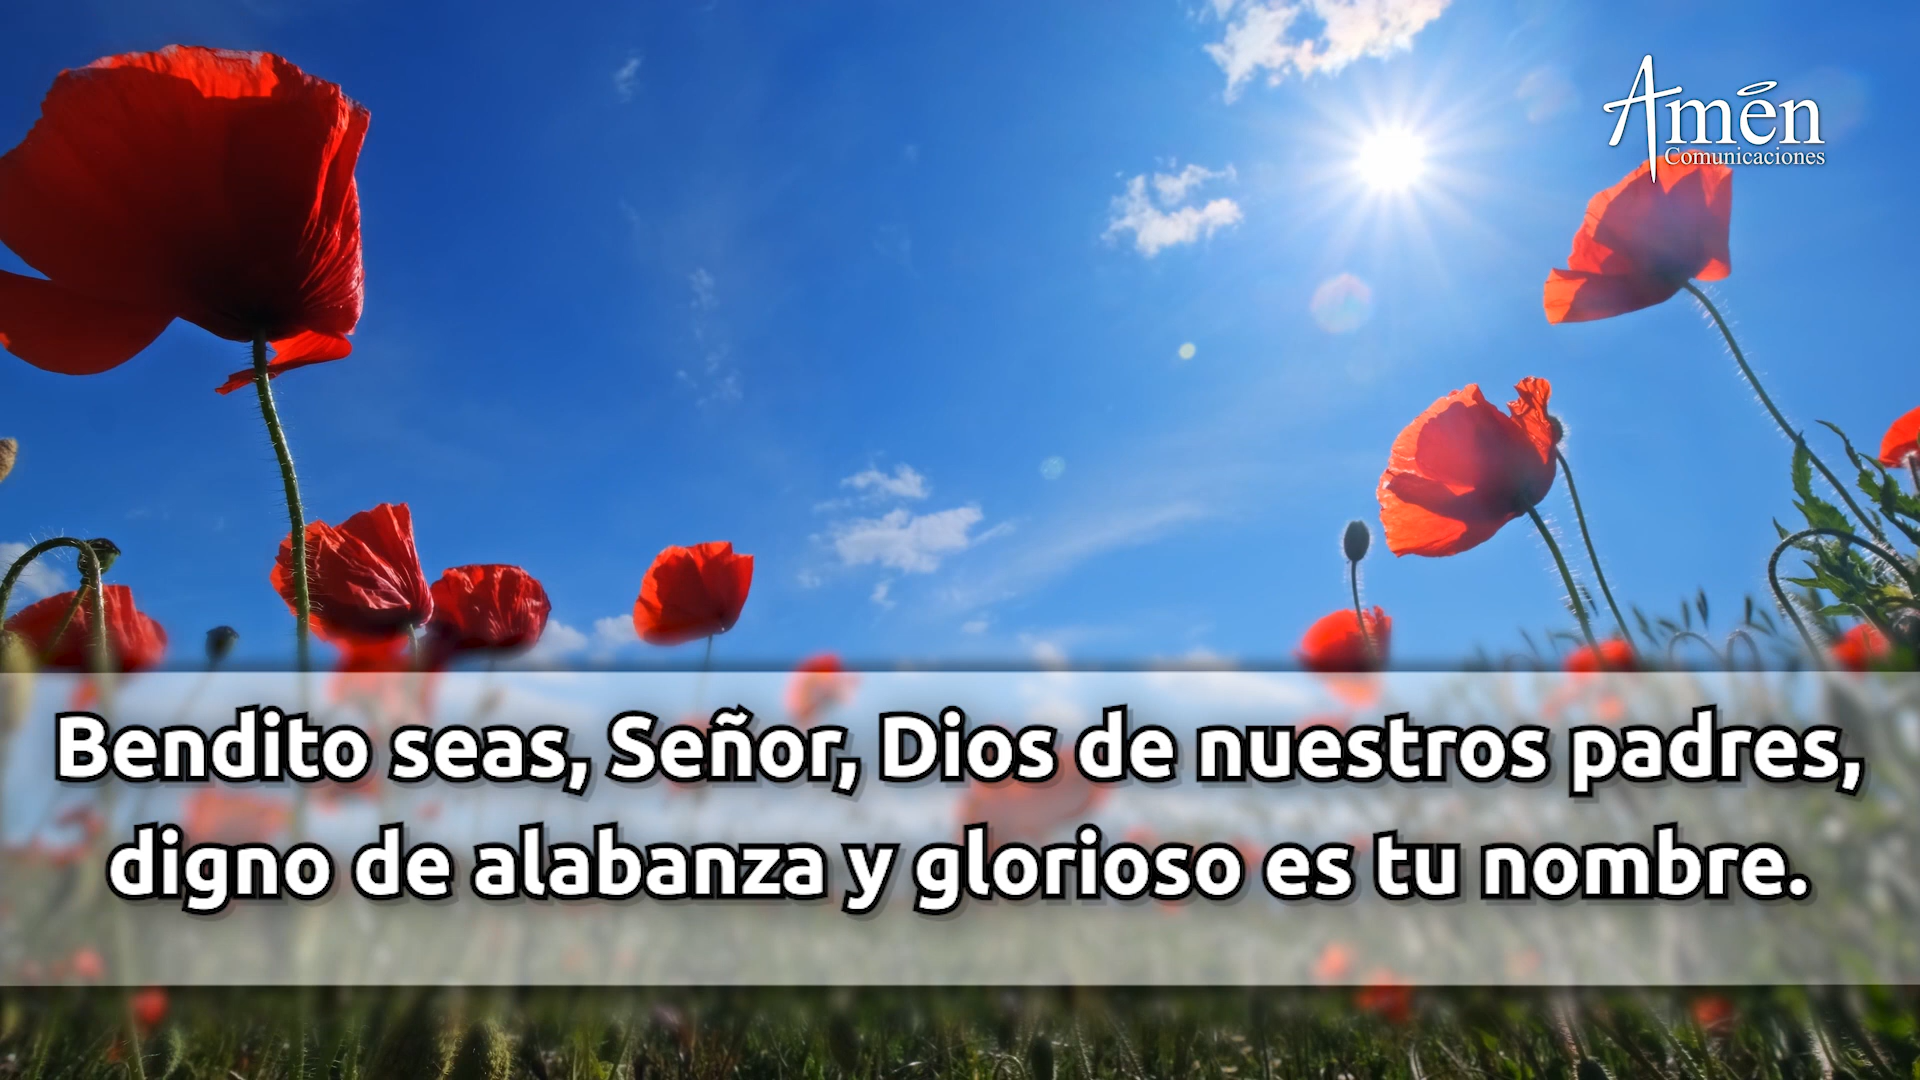 Amén
Comunicaciones
Bendito seas, Señor, Dios de nuestros padres,
digno de alabanza y glorioso es tu nombre.